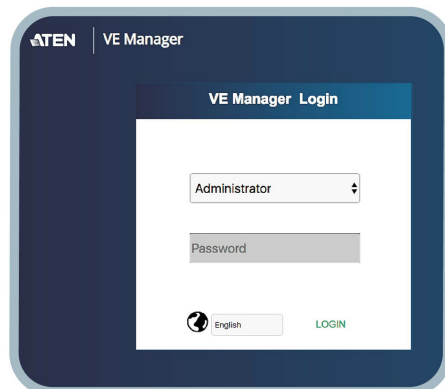 ATEN VE Manager
VE Manager Login
Administrator
Password
English LOGIN